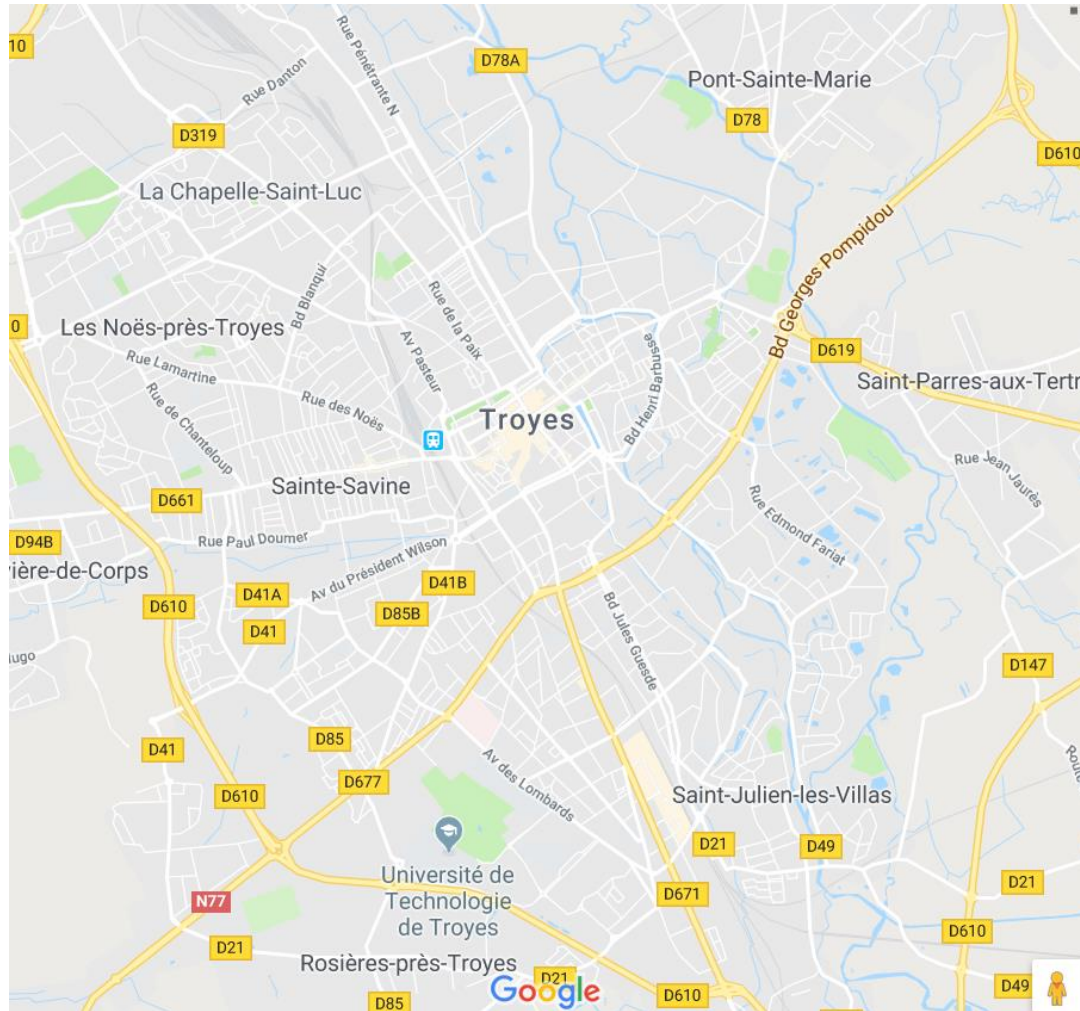 10
D78A
Rue Pénétrante N
Pont-Sainte-Marie
Rue Danton
D78
D319
D610
La Chapelle-Saint-Luc
Bd Georges Pompidou
Bd Blanqui
Rue de la Paix
0
Les Noës-près-Troyes
Av Pasteur
D619
Rue Lamartine
Bd Henri Barbusse
Saint-Parres-aux-Tertr
Rue de Chanteloup
Rue des Noës
Troyes
Rue Jean Jaurès
Sainte-Savine
D661
Rue Edmond Fariat
D94B
Rue Paul Doumer
Av du Président Wilson
vière-de-Corps
D41B
D610
D41A
D85B
Bd Jules Guesde
D41
ugo
D147
D41
D85
Route
D677
Av des Lombards
D610
Saint-Julien-les-Villas
D21
D49
Université de
Technologie
de Troyes
D21
N77
D671
D610
D21
Rosières-près-Troyes
D21
Google
D85
D610
D49